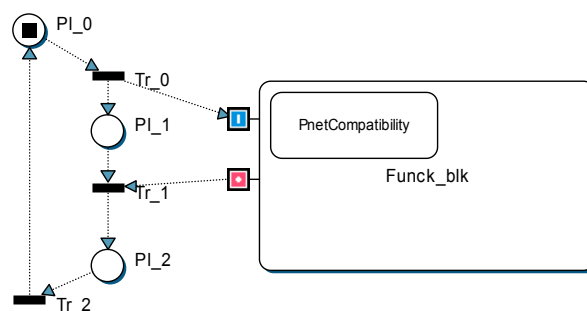 Pl_0
Tr_0
Pl_1
PnetCompatibility
Funck_blk
Tr_1
Pl_2
Tr_2